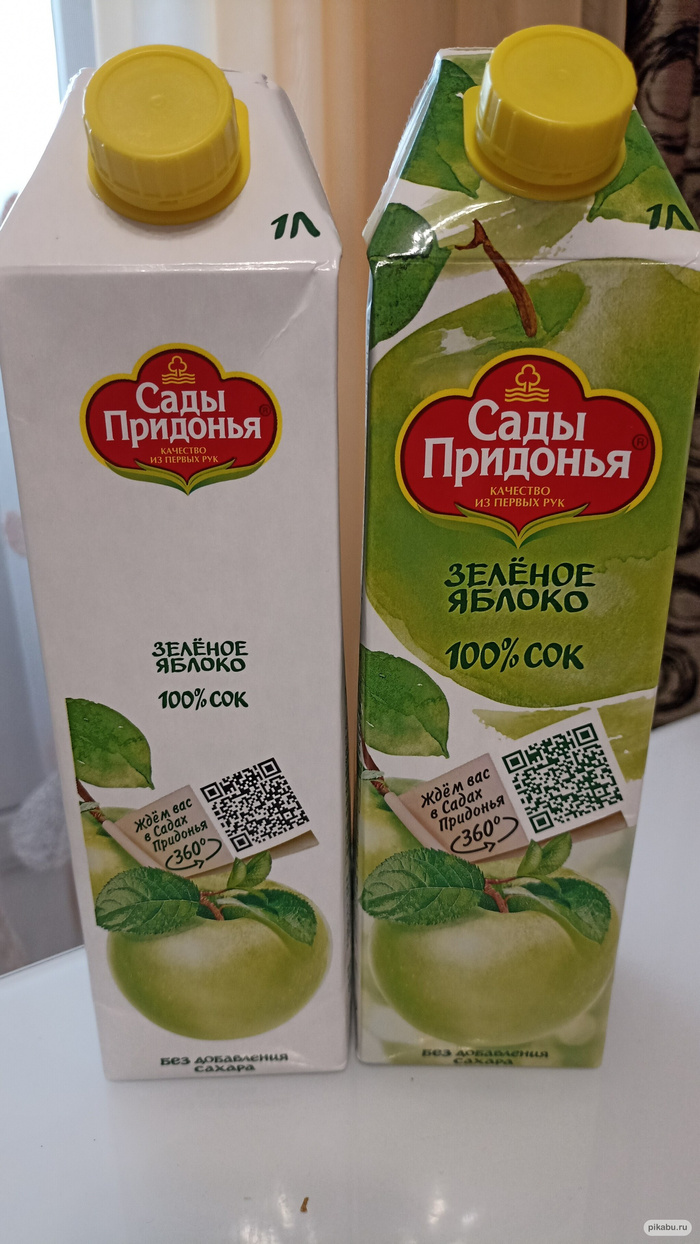 1Л
Сады
Придонья®
КАЧЕСТВО
ИЗ ПЕРВЫХ РУК
ЗЕЛЁНОЕ
ЯБЛОКО
100% СОК
Ждём вас
в Садах
Придонья
360°
БЕЗ ДОБАВЛЕНИЯ
САХАРА
1Л
Сады
Придонья®
КАЧЕСТВО
ИЗ ПЕРВЫХ РУК
ЗЕЛЁНОЕ
ЯБЛОКО
100% СОК
Ждём вас
в Садах
Придонья
360°
БЕЗ ДОБАВЛЕНИЯ
САХАРА
pikabu.ru